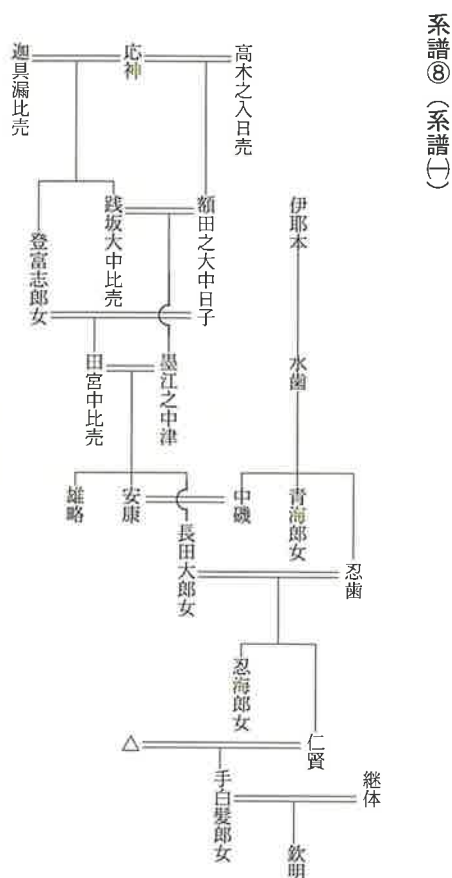 系譜⑧（系譜㈠）
高木之入日売
応神
迦具漏比売
伊耶本
額田之大中日子
践坂大中比売
登富志郎女
水歯
墨江之中津
田宮中比売
忍歯
青海郎女
中磯
長田大郎女
安康
雄略
仁賢
忍海郎女
△
継体
手白髪郎女
欽明